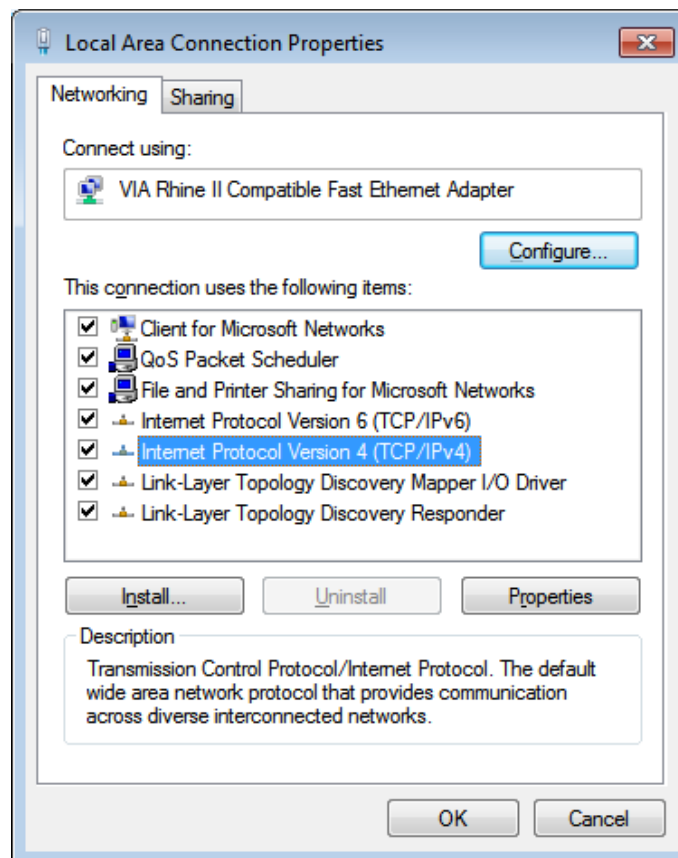 Local Area Connection Properties
Networking
Sharing
Connect using:
VIA Rhine II Compatible Fast Ethernet Adapter
Configure...
This connection uses the following items:
Client for Microsoft Networks
QoS Packet Scheduler
File and Printer Sharing for Microsoft Networks
Internet Protocol Version 6 (TCP/IPv6)
Internet Protocol Version 4 (TCP/IPv4)
Link-Layer Topology Discovery Mapper I/O Driver
Link-Layer Topology Discovery Responder
Install...
Uninstall
Properties
Description
Transmission Control Protocol/Internet Protocol. The default
wide area network protocol that provides communication
across diverse interconnected networks.
OK
Cancel